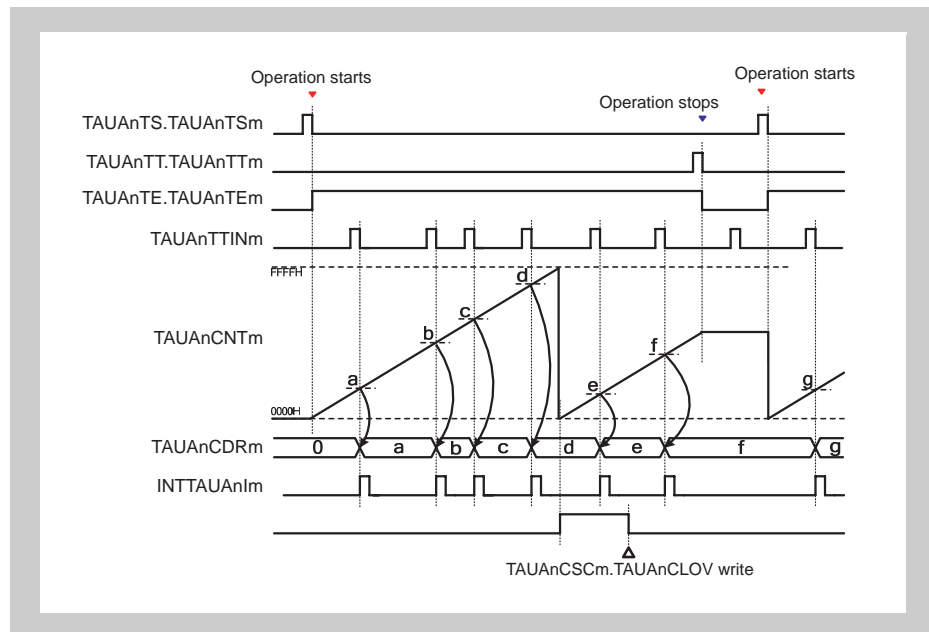 Operation starts
Operation starts
Operation stops
TAUAnTS.TAUAnTSm
TAUAnTT.TAUAnTTm
TAUAnTE.TAUAnTEm
TAUAnTTINm
FFFFH
d
c
b
f
TAUAnCNTm
a
e
g
0000H
TAUAnCDRm 0 a b c d e f g
INTTAUAnIm
TAUAnCSCm.TAUAnCLOV write